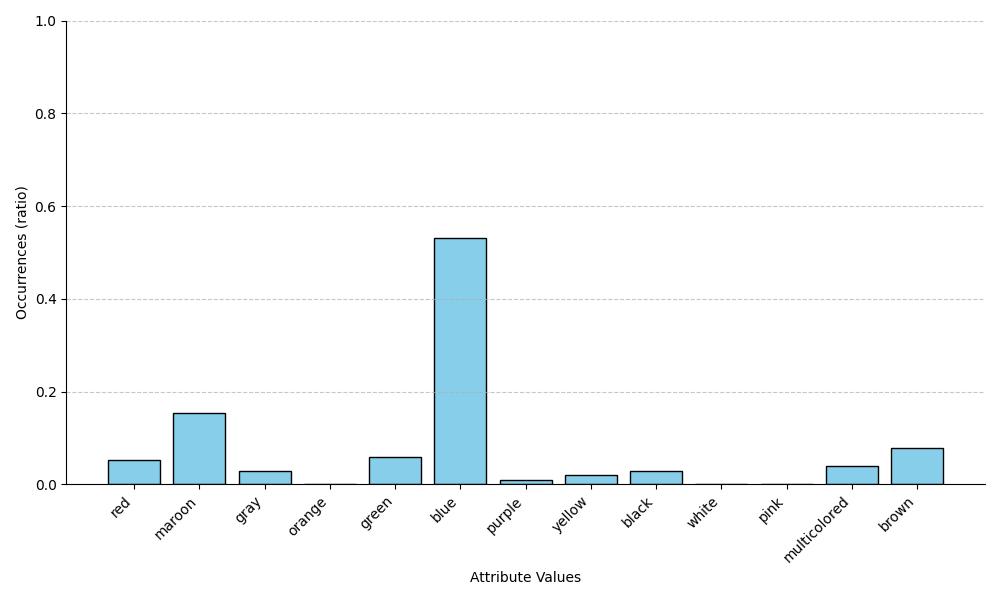 1.0
0.8
0.6
0.4
0.2
0.0
Occurrences (ratio)
red
maroon
gray
orange
green
blue
purple
yellow
black
white
pink
multicolored
brown
Attribute Values